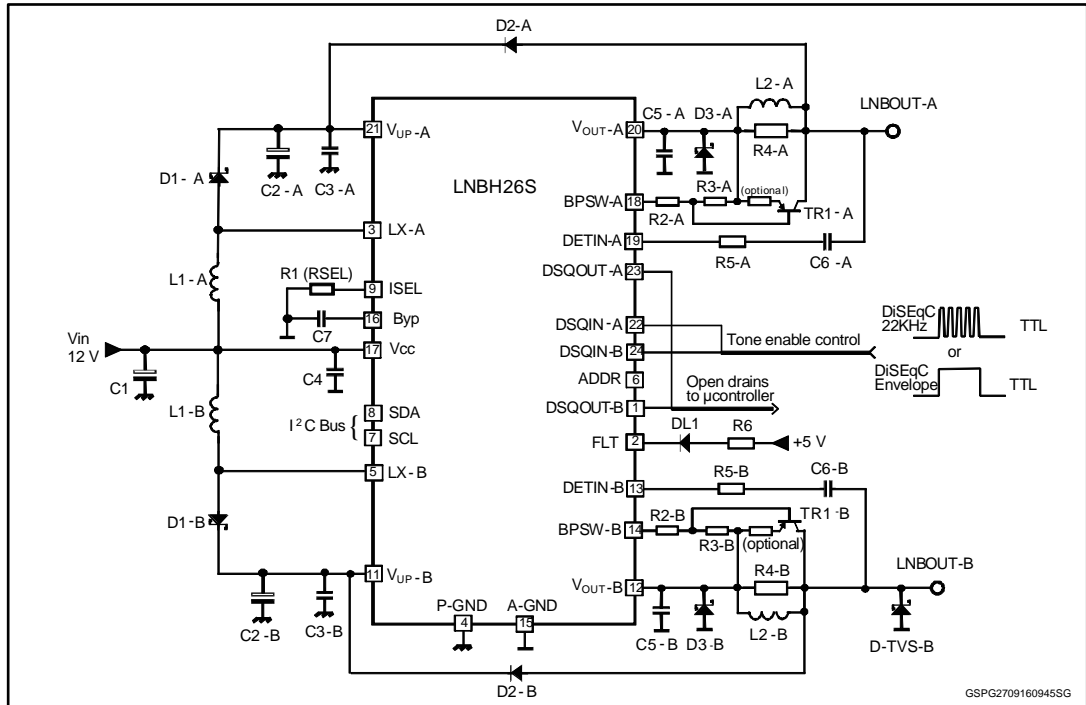 D2-A
L2 - A
LNBOUT-A
C5 - A
D3 - A
21 VUP -A
VOUT -A 20
R4-A
D1 - A
C2 - A
C3 - A
LNBH26S
R3-A
(optional)
BPSW-A 18
R2-A
TR1 - A
3 LX-A
DETIN-A 19
R5-A
C6 -A
DSQOUT-A 23
L1-A
R1 (RSEL)
9 ISEL
DiSEqC
22KHz
TTL
16 Byp
DSQIN-A 22
Tone enable control
or
C7
Vin
12 V
17 Vcc
DSQIN-B 24
DiSEqC
Envelope
TTL
C1
C4
ADDR 6
Open drains
to µcontroller
L1-B
8 SDA
DSQOUT-B 1
I²C Bus {
7 SCL
DL1
R6
FLT 2
+5 V
5 LX-B
R5-B
C6-B
DETIN-B 13
D1 -B
R2-B
TR1 -B
BPSW-B 14
R3-B
(optional)
LNBOUT-B
R4-B
11 VUP -B
VOUT -B 12
P-GND
A-GND
4
15
C2 -B
C3-B
C5 -B
D3 -B
L2 -B
D-TVS-B
D2 - B
GSPG2709160945SG